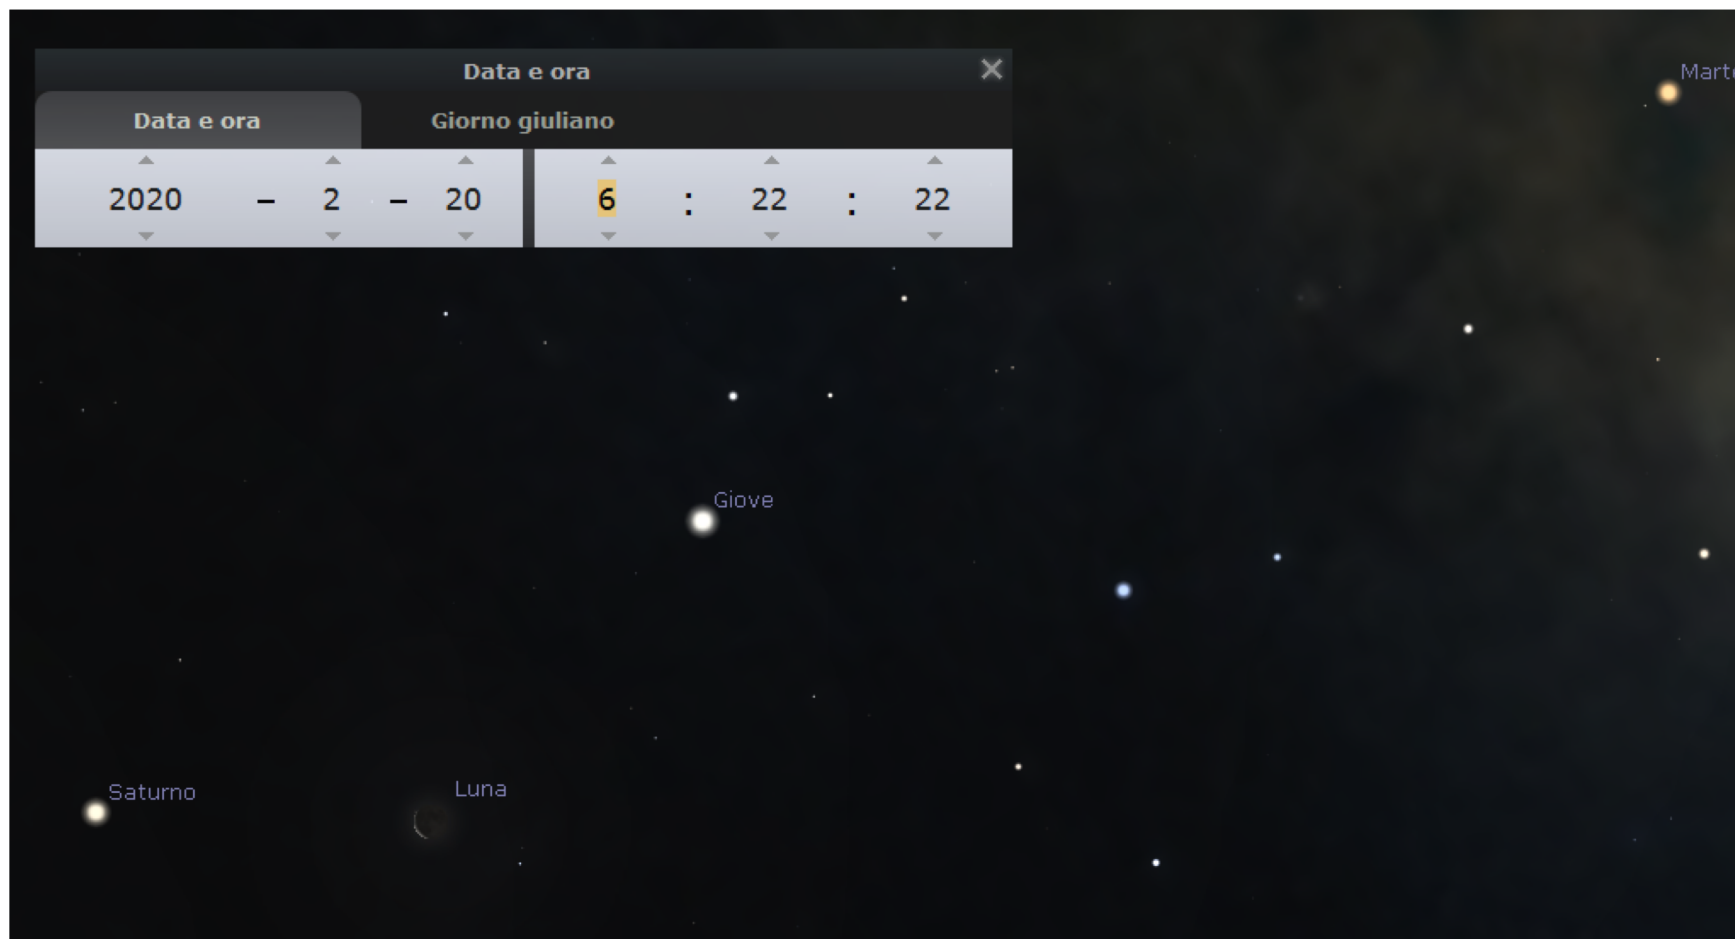 Data e ora
Data e ora Giorno giuliano
2020 – 2 – 20 6 : 22 : 22
Giove
Saturno
Luna